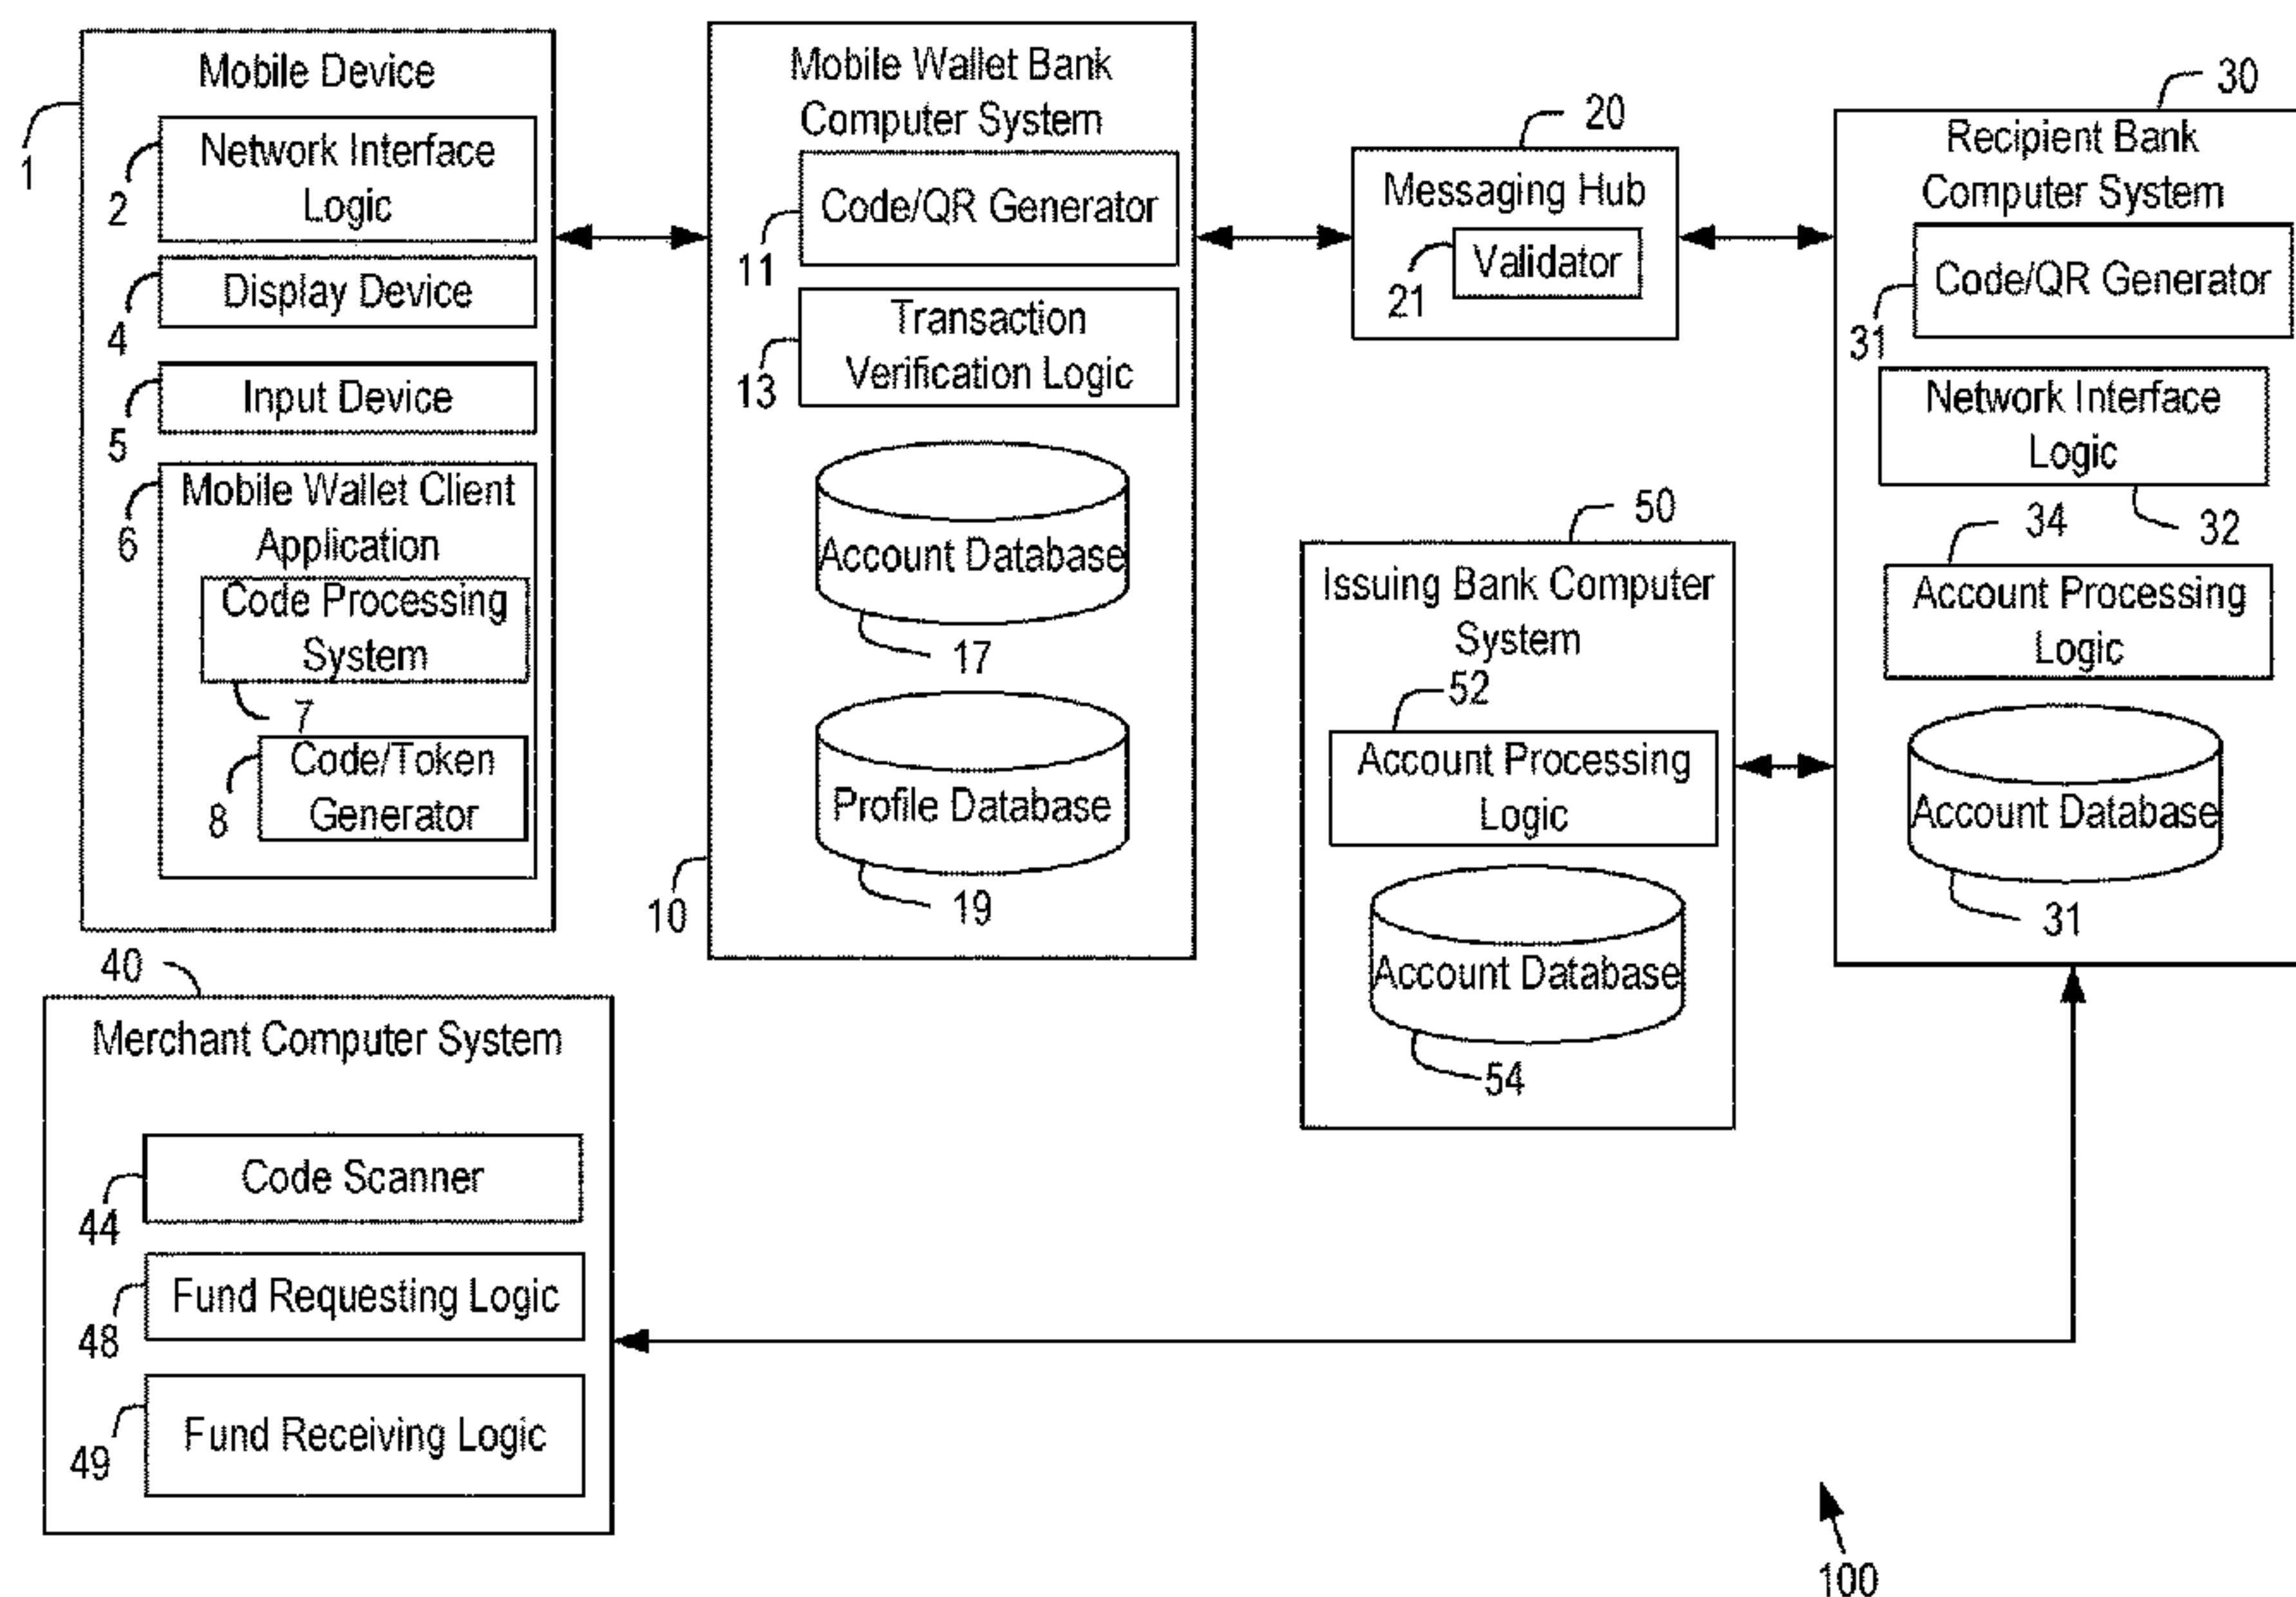 Mobile Device
1
Network Interface
Logic
2
Display Device
4
Input Device
5
Mobile Wallet Client
Application
6
Code Processing
System
7
Code/Token
Generator
8
Mobile Wallet Bank
Computer System
Code/QR Generator
11
Transaction
Verification Logic
13
Account Database
17
Profile Database
19
10
20
Messaging Hub
Validator
21
30
Recipient Bank
Computer System
Code/QR Generator
31
Network Interface
Logic
32
34
Account Processing
Logic
Account Database
31
50
Issuing Bank Computer
System
52
Account Processing
Logic
Account Database
54
40
Merchant Computer System
Code Scanner
44
Fund Requesting Logic
48
Fund Receiving Logic
49
100